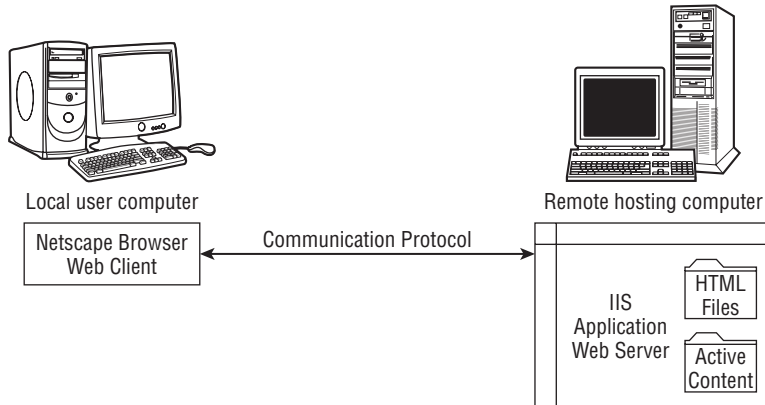 Local user computer
Remote hosting computer
Netscape Browser
Web Client
Communication Protocol
IIS
Application
Web Server
HTML
Files
Active
Content